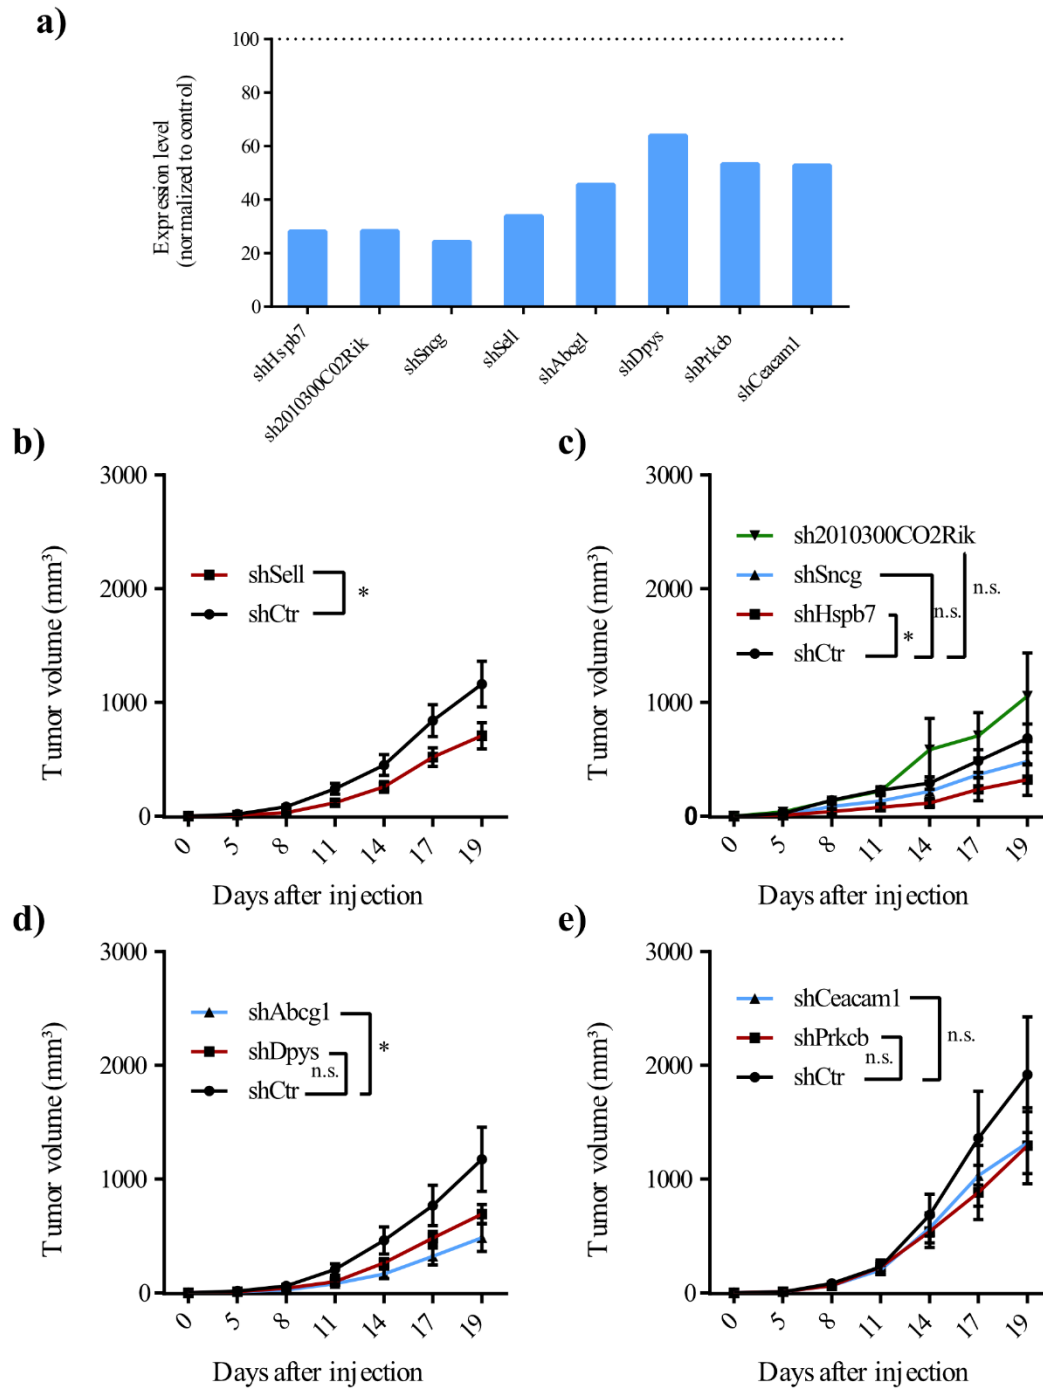 a)
Expression level
(normalized to control)
100
80
60
40
20
0
shHspb7
sh2010300C02Rik
shSncg
shSell
shAbcg1
shDpys
shPrkcb
shCeacam1
b)
Tumor volume (mm³)
3000
2000
1000
0
shSell
shCtr
*
0 5 8 11 14 17 19
Days after injection
c)
Tumor volume (mm³)
3000
2000
1000
0
sh2010300CO2Rik
shSncg
shHspb7
shCtr
*
n.s.
n.s.
0 5 8 11 14 17 19
Days after injection
d)
Tumor volume (mm³)
3000
2000
1000
0
shAbcg1
shDpys
shCtr
n.s.
*
0 5 8 11 14 17 19
Days after injection
e)
Tumor volume (mm³)
3000
2000
1000
0
shCeacam1
shPrkcb
shCtr
n.s.
n.s.
0 5 8 11 14 17 19
Days after injection